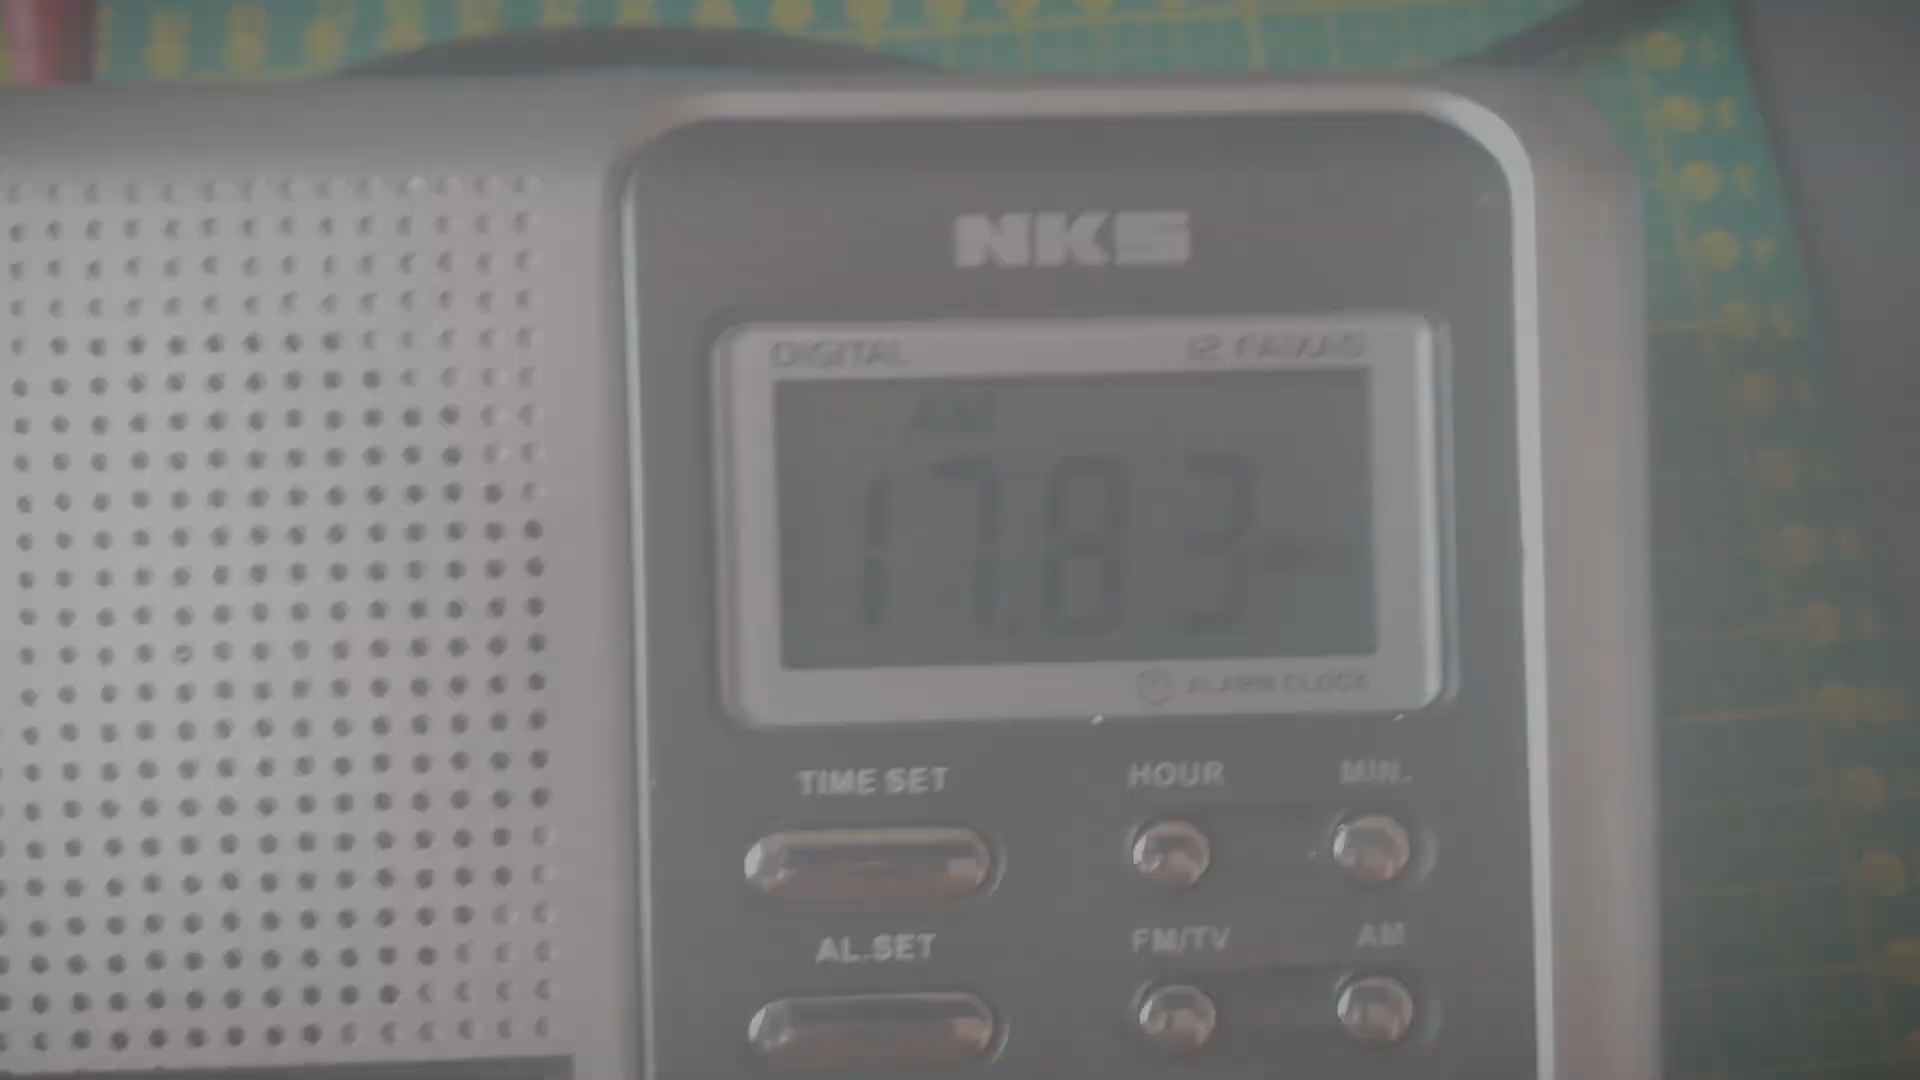 NKS
DIGITAL 12 FAIXAS
AM
17.83
ALARM CLOCK
TIME SET HOUR MIN.
AL.SET FM/TV AM